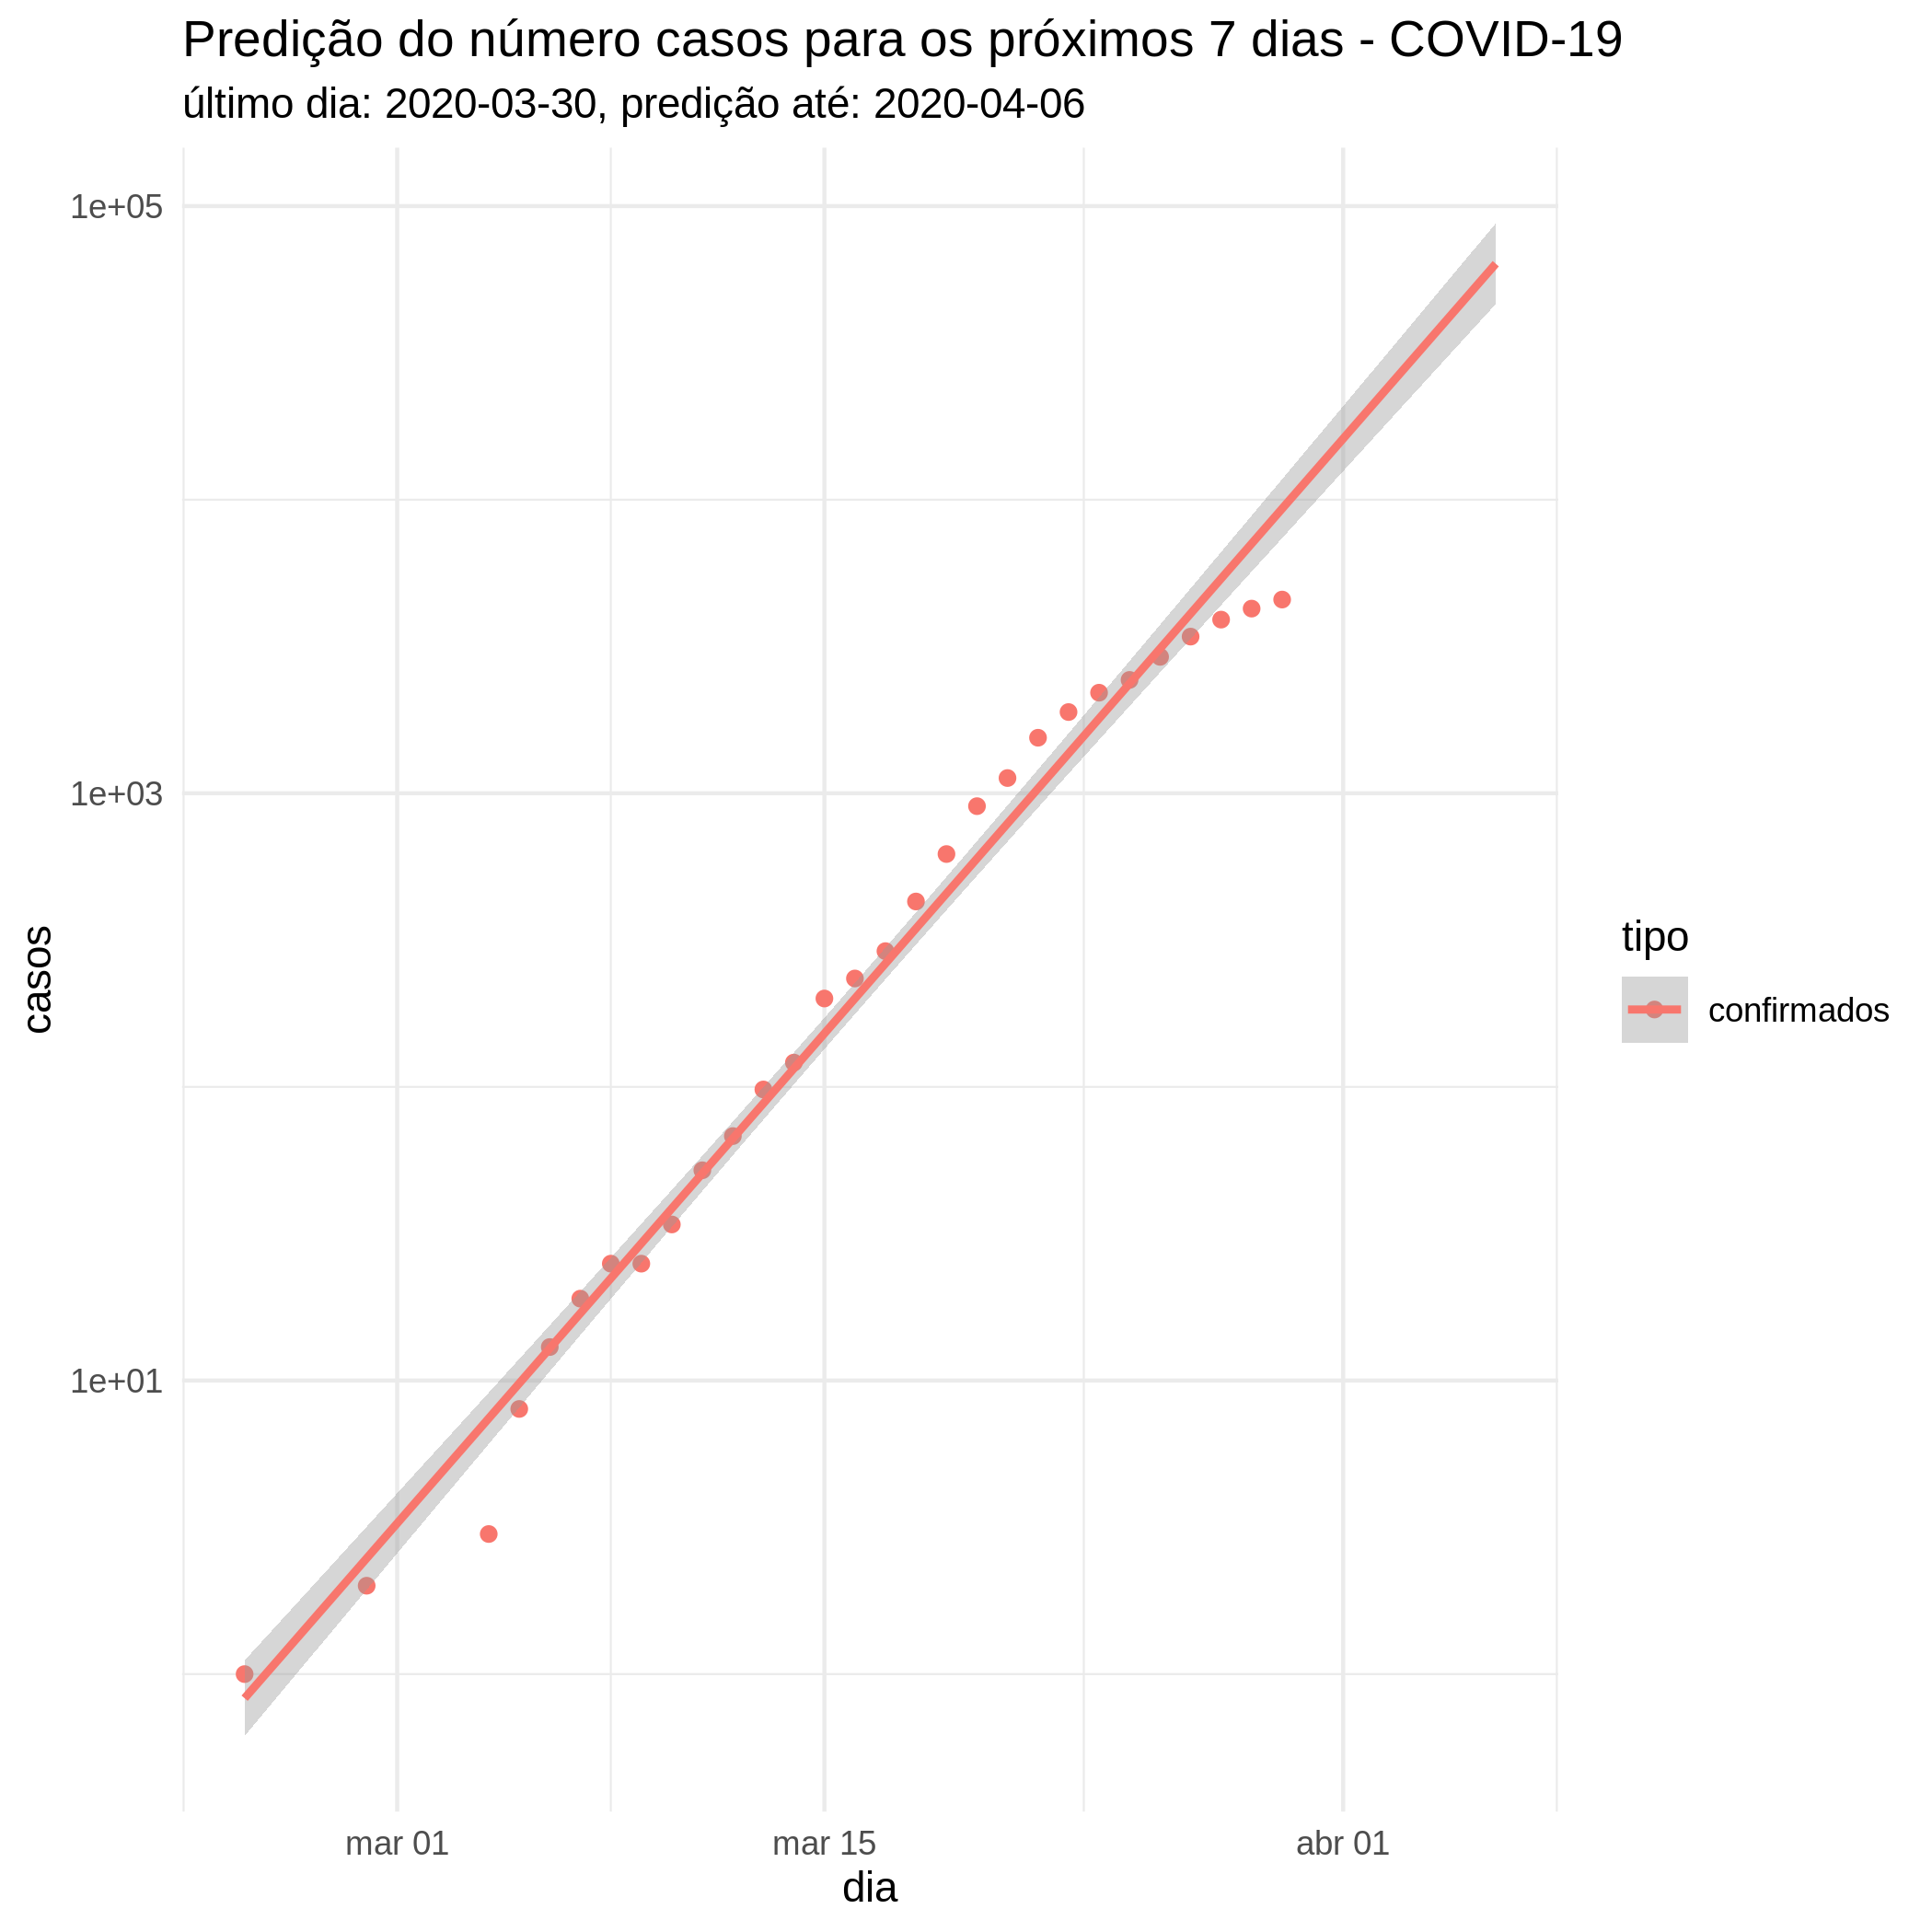 Predição do número casos para os próximos 7 dias - COVID-19
último dia: 2020-03-30, predição até: 2020-04-06
1e+05
1e+03
1e+01
casos
mar 01
mar 15
abr 01
dia
tipo
confirmados